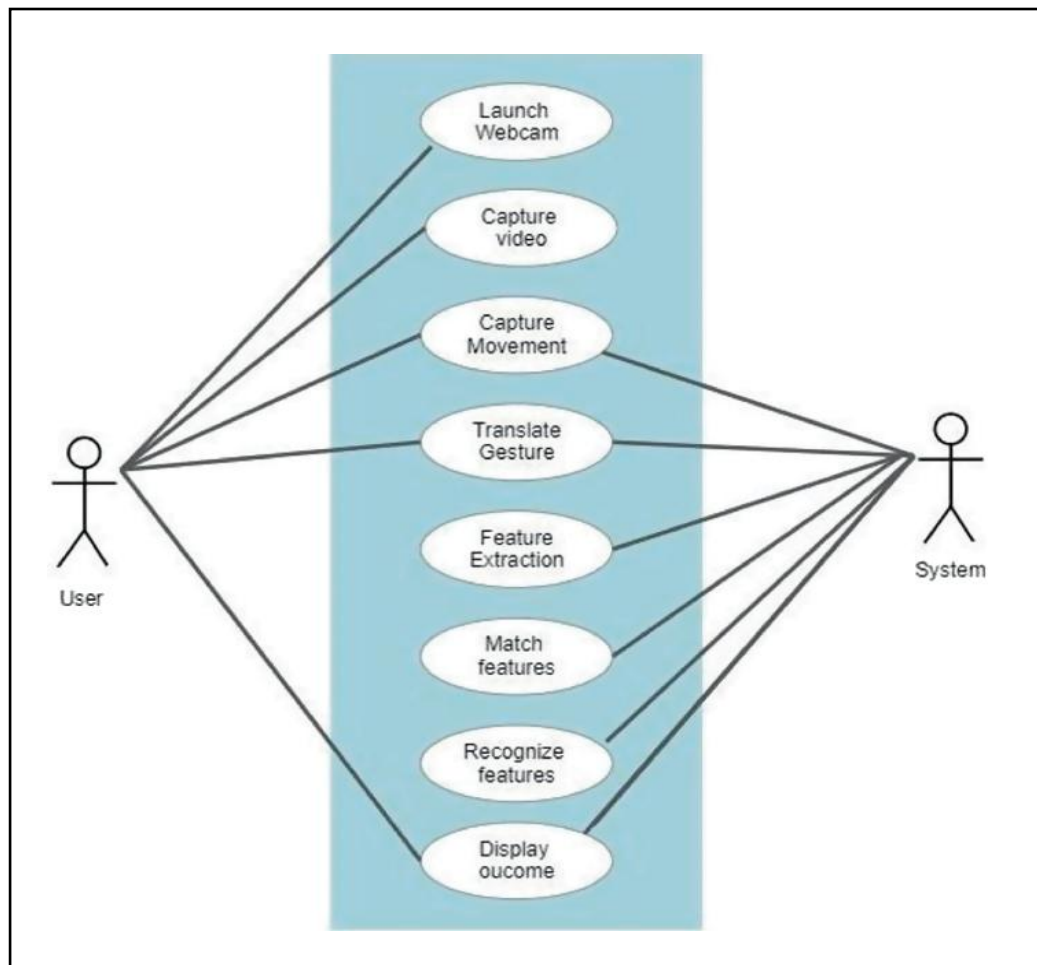 Launch
Webcam
Capture
video
Capture
Movement
Translate
Gesture
Feature
Extraction
Match
features
Recognize
features
Display
oucome
User
System